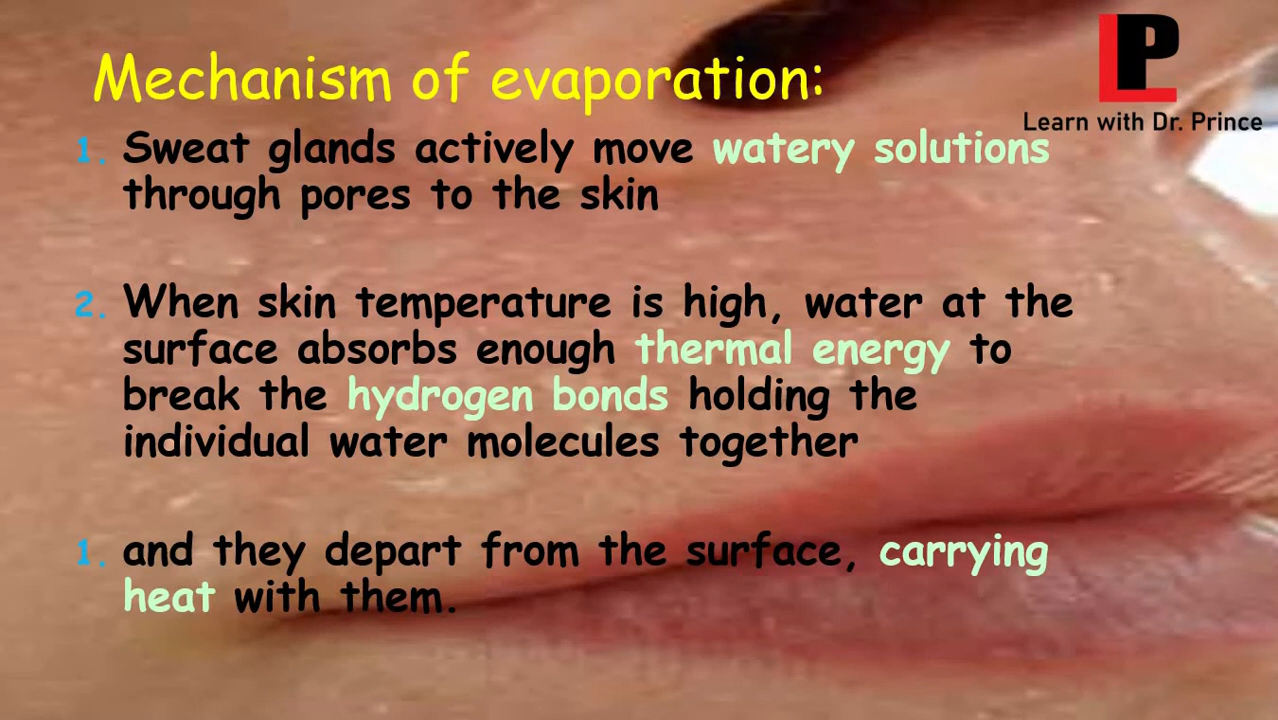 LP
Learn with Dr. Prince
Mechanism of evaporation:
1. Sweat glands actively move watery solutions
through pores to the skin
2. When skin temperature is high, water at the
surface absorbs enough thermal energy to
break the hydrogen bonds holding the
individual water molecules together
1. and they depart from the surface, carrying
heat with them.